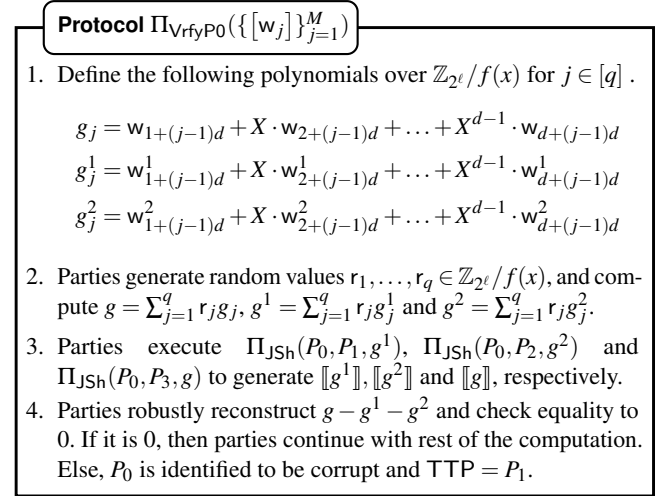 Protocol Π_VrfyP0({[w_j]}_{j=1}^M)
1. Define the following polynomials over ℤ_{2^ℓ}/f(x) for j ∈ [q] .
g_j = w_{1+(j−1)d} + X · w_{2+(j−1)d} + … + X^{d−1} · w_{d+(j−1)d}
g_j^1 = w^1_{1+(j−1)d} + X · w^1_{2+(j−1)d} + … + X^{d−1} · w^1_{d+(j−1)d}
g_j^2 = w^2_{1+(j−1)d} + X · w^2_{2+(j−1)d} + … + X^{d−1} · w^2_{d+(j−1)d}
2. Parties generate random values r_1, …, r_q ∈ ℤ_{2^ℓ}/f(x), and com-
pute g = ∑_{j=1}^q r_j g_j, g^1 = ∑_{j=1}^q r_j g_j^1 and g^2 = ∑_{j=1}^q r_j g_j^2.
3. Parties execute Π_JSh(P_0, P_1, g^1), Π_JSh(P_0, P_2, g^2) and
Π_JSh(P_0, P_3, g) to generate ⟦g^1⟧, ⟦g^2⟧ and ⟦g⟧, respectively.
4. Parties robustly reconstruct g − g^1 − g^2 and check equality to
0. If it is 0, then parties continue with rest of the computation.
Else, P_0 is identified to be corrupt and TTP = P_1.